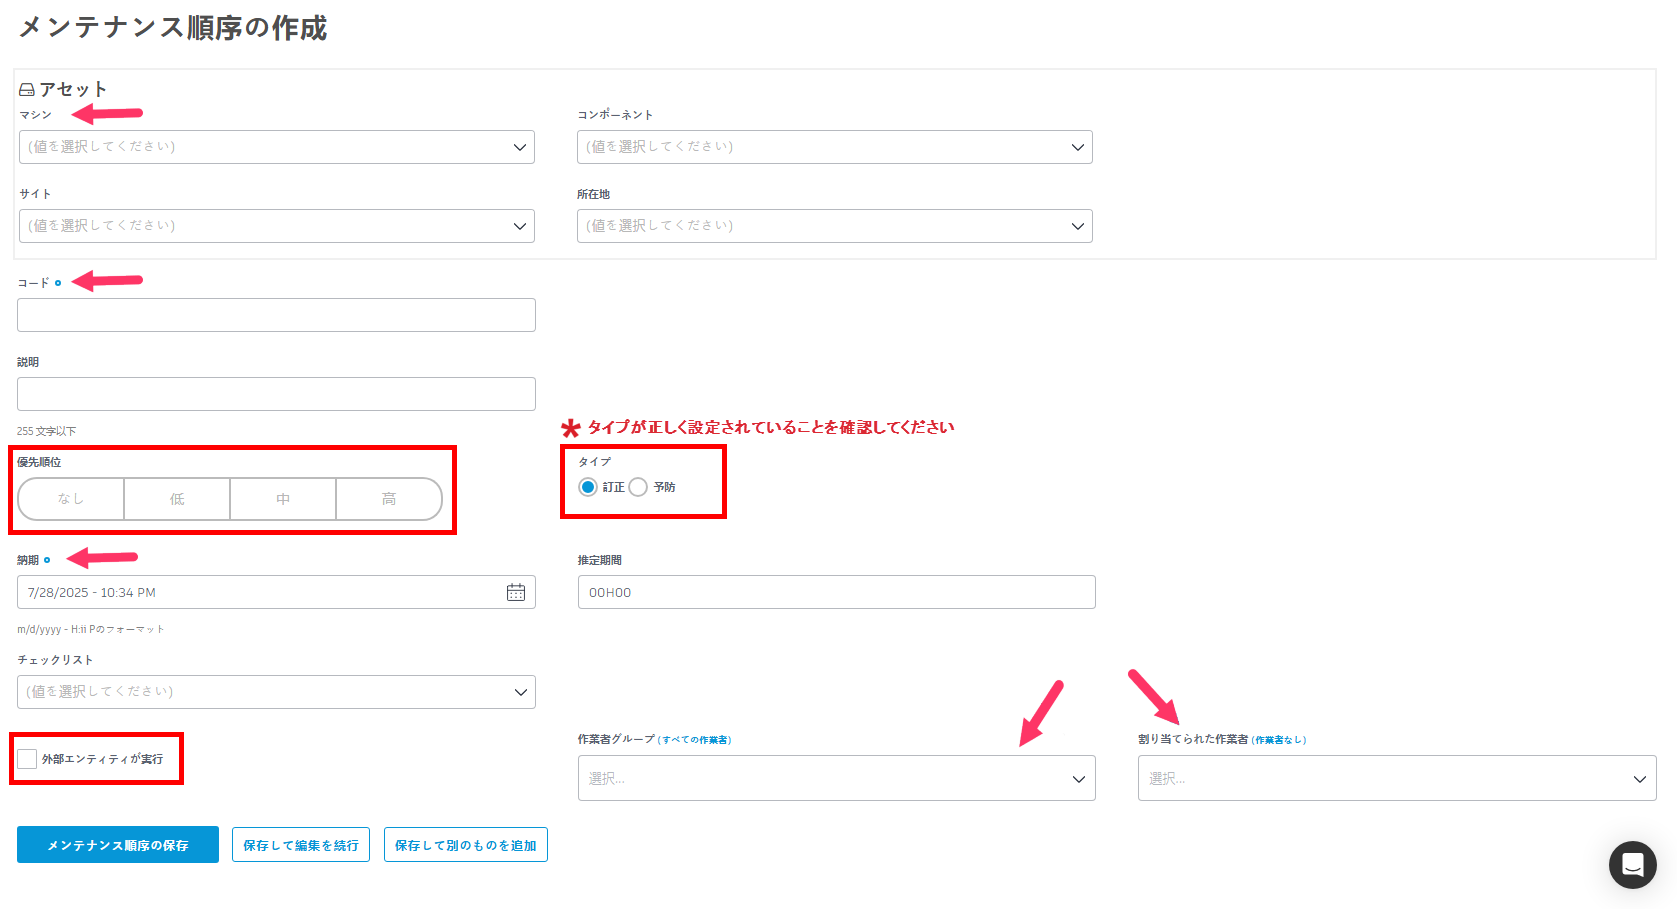 メンテナンス順序の作成
アセット
マシン
コンポーネント
(値を選択してください)
(値を選択してください)
サイト
所在地
(値を選択してください)
(値を選択してください)
コード
説明
255 文字以下
* タイプが正しく設定されていることを確認してください
優先順位
タイプ
なし 低 中 高
訂正 予防
納期
推定期間
7/28/2025 - 10:34 PM
00H00
m/d/yyyy - H:ii Pのフォーマット
チェックリスト
(値を選択してください)
外部エンティティが実行
作業者グループ (すべての作業者)
割り当てられた作業者 (作業者なし)
選択...
選択...
メンテナンス順序の保存
保存して編集を続行
保存して別のものを追加